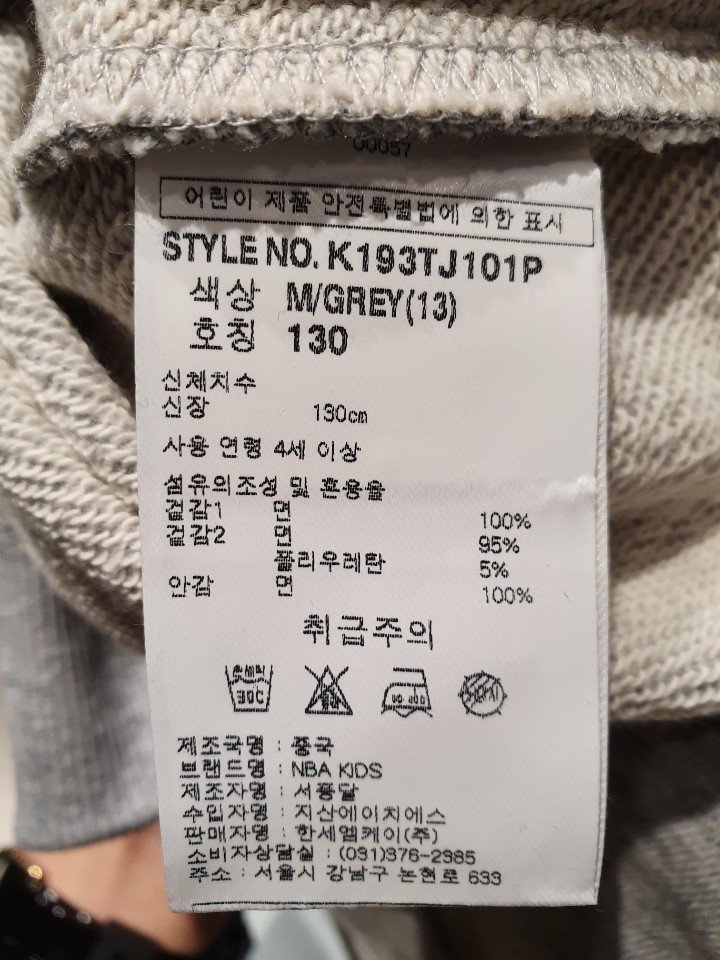 00057
어린이 제품 안전특별법에 의한 표시
STYLE NO. K193TJ101P
색상 M/GREY(13)
호칭 130
신체치수
신장 130cm
사용 연령 4세 이상
섬유의조성 및 혼용율
겉감1 면 100%
겉감2 면 95%
폴리우레탄 5%
안감 면 100%
취급주의
손세탁
30C
제조국명 : 중국
브랜드명 : NBA KIDS
제조자명 : 서풍달
수입자명 : 지산에이치에스
판매자명 : 한세엠케이(주)
소비자상담실 : (031)376-2385
주소 : 서울시 강남구 논현로 633